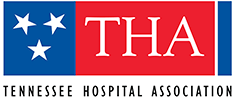 THA
TENNESSEE HOSPITAL ASSOCIATION